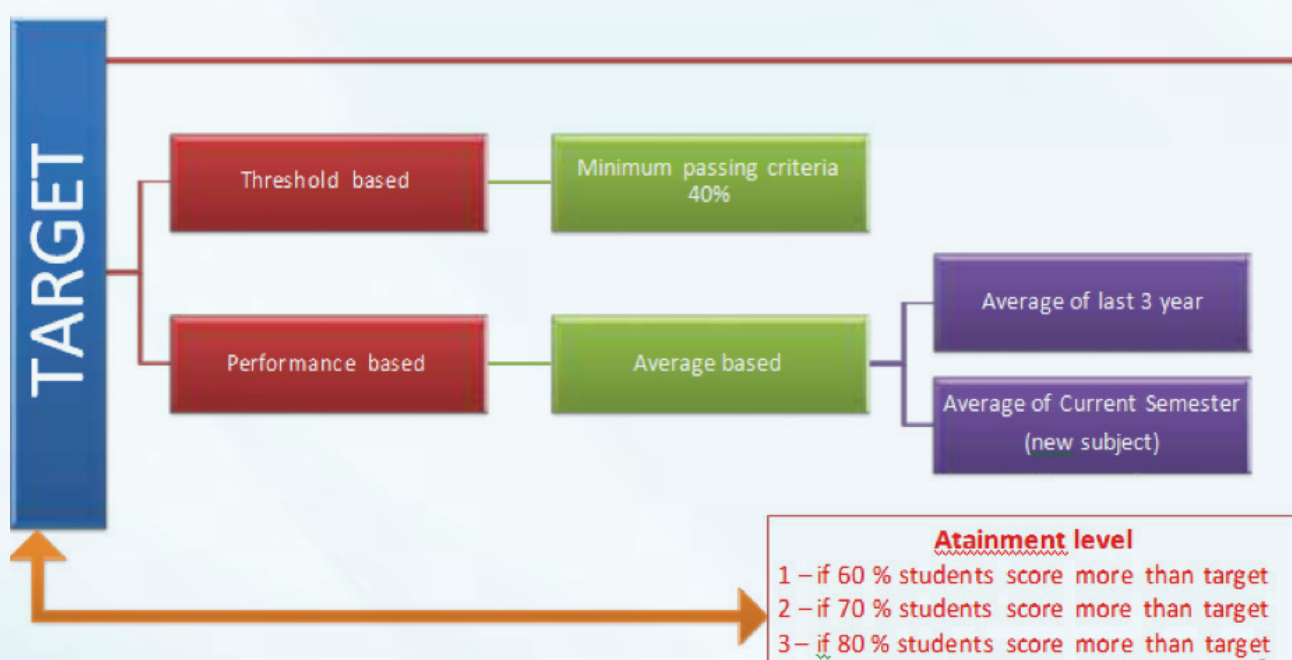 TARGET
Threshold based
Minimum passing criteria
40%
Performance based
Average based
Average of last 3 year
Average of Current Semester
(new subject)
Atainment level
1 – if 60 % students score more than target
2 – if 70 % students score more than target
3 – if 80 % students score more than target